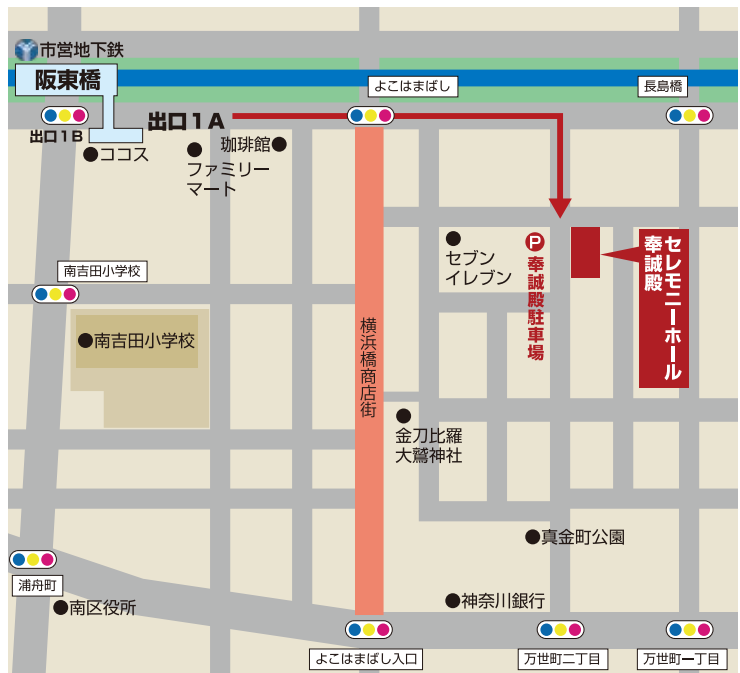 市営地下鉄
阪東橋
よこはまばし
長島橋
出口1A
出口1B
ココス
珈琲館
ファミリー
マート
セブン
イレブン
P
奉誠殿駐車場
セレモニーホール
奉誠殿
南吉田小学校
南吉田小学校
横浜橋商店街
金刀比羅
大鷲神社
真金町公園
浦舟町
南区役所
神奈川銀行
よこはまばし入口
万世町二丁目
万世町一丁目